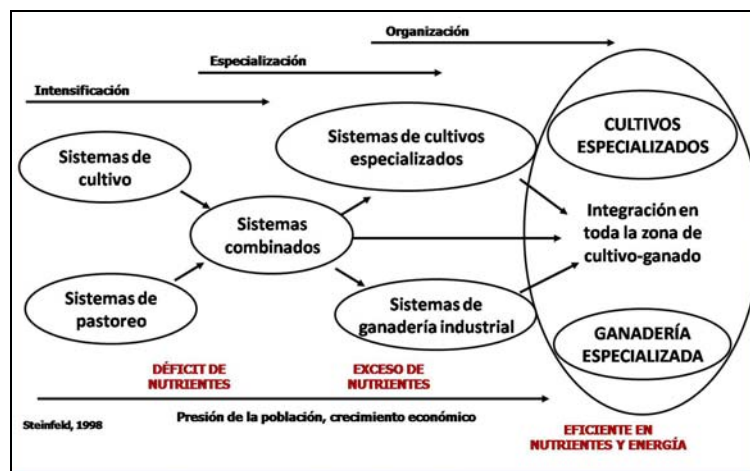 Organización
Especialización
Intensificación
Sistemas de
cultivo
Sistemas de
pastoreo
Sistemas
combinados
Sistemas de cultivos
especializados
Sistemas de
ganadería industrial
CULTIVOS
ESPECIALIZADOS
Integración en
toda la zona de
cultivo-ganado
GANADERÍA
ESPECIALIZADA
DÉFICIT DE
NUTRIENTES
EXCESO DE
NUTRIENTES
Presión de la población, crecimiento económico
Steinfeld, 1998
EFICIENTE EN
NUTRIENTES Y ENERGÍA